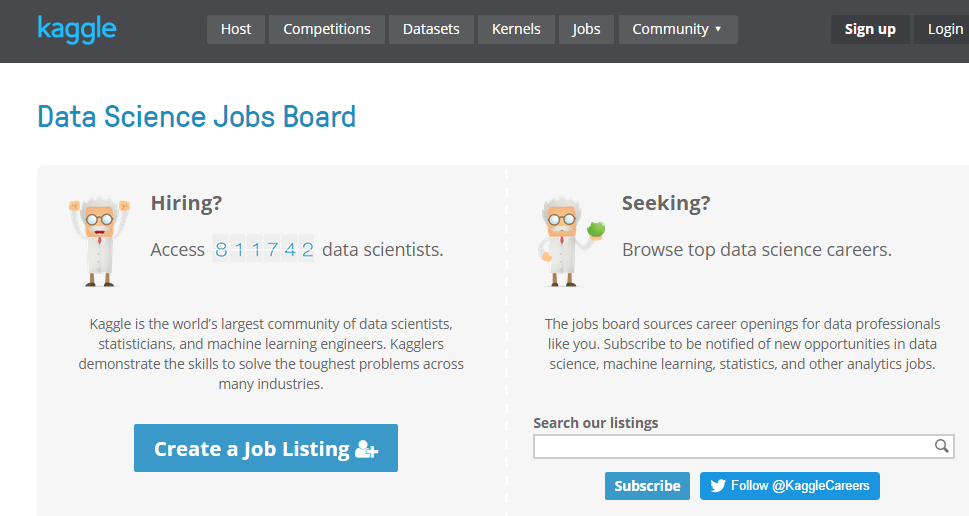 kaggle
Host
Competitions
Datasets
Kernels
Jobs
Community
Sign up
Login
Data Science Jobs Board
Hiring?
Access 811742 data scientists.
Kaggle is the world's largest community of data scientists,
statisticians, and machine learning engineers. Kagglers
demonstrate the skills to solve the toughest problems across
many industries.
Create a Job Listing
Seeking?
Browse top data science careers.
The jobs board sources career openings for data professionals
like you. Subscribe to be notified of new opportunities in data
science, machine learning, statistics, and other analytics jobs.
Search our listings
Subscribe
Follow @KaggleCareers